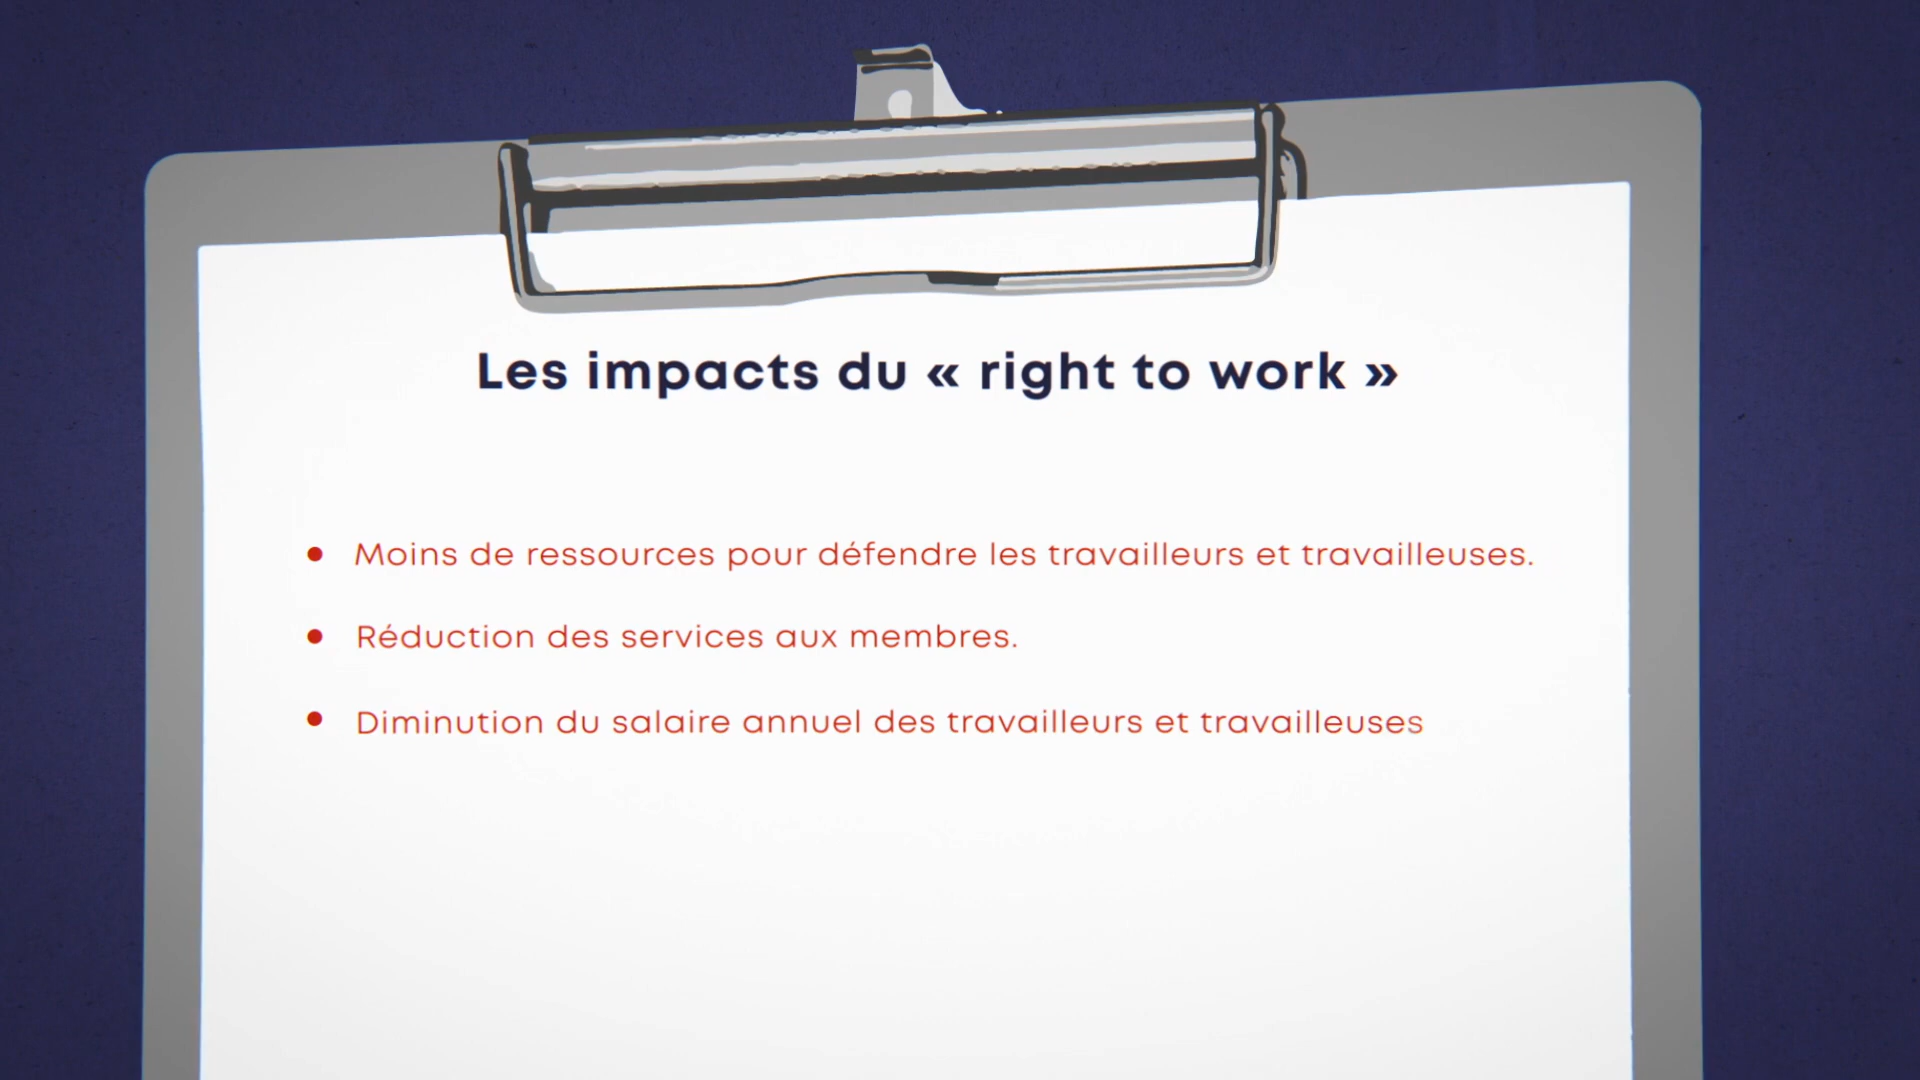 Les impacts du « right to work »
• Moins de ressources pour défendre les travailleurs et travailleuses.
• Réduction des services aux membres.
• Diminution du salaire annuel des travailleurs et travailleuses